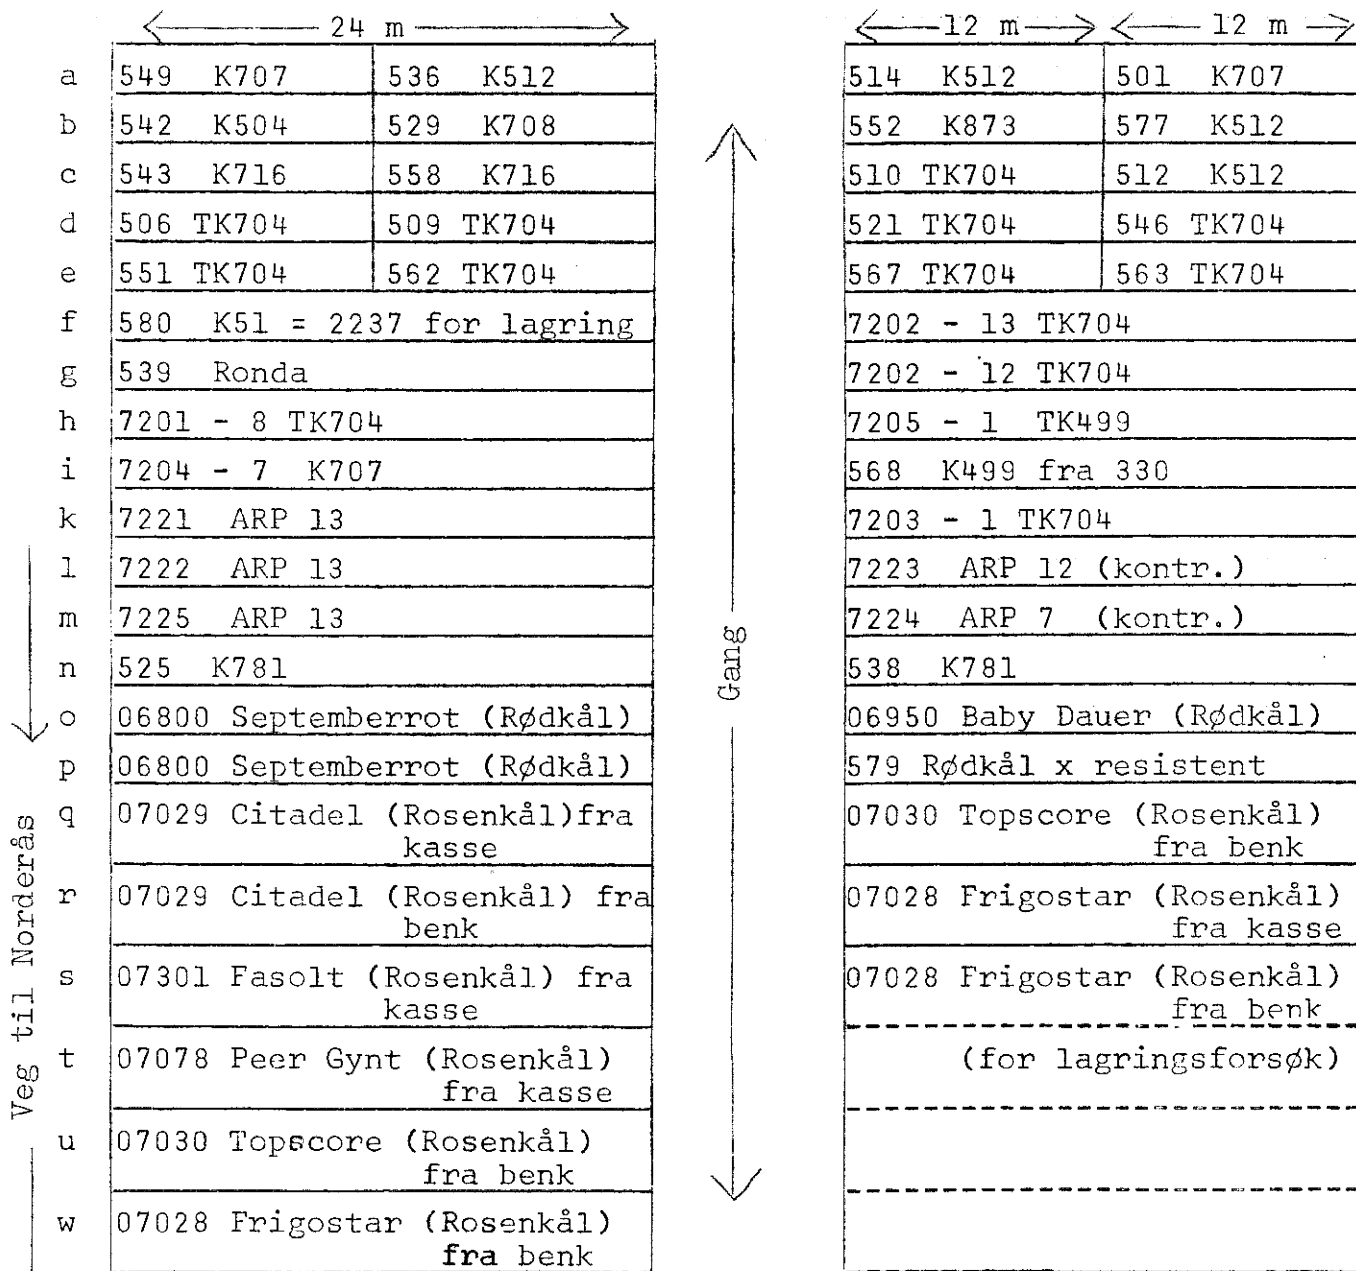 24 m 12 m 12 m
a 549 K707 536 K512 514 K512 501 K707
b 542 K504 529 K708 552 K873 577 K512
c 543 K716 558 K716 510 TK704 512 K512
d 506 TK704 509 TK704 521 TK704 546 TK704
e 551 TK704 562 TK704 567 TK704 563 TK704
f 580 K51 = 2237 for lagring 7202 - 13 TK704
g 539 Ronda 7202 - 12 TK704
h 7201 - 8 TK704 7205 - 1 TK499
i 7204 - 7 K707 568 K499 fra 330
k 7221 ARP 13 7203 - 1 TK704
l 7222 ARP 13 7223 ARP 12 (kontr.)
m 7225 ARP 13 7224 ARP 7 (kontr.)
n 525 K781 538 K781
o 06800 Septemberrot (Rødkål) 06950 Baby Dauer (Rødkål)
p 06800 Septemberrot (Rødkål) 579 Rødkål x resistent
q 07029 Citadel (Rosenkål)fra 07030 Topscore (Rosenkål)
kasse fra benk
r 07029 Citadel (Rosenkål) fra 07028 Frigostar (Rosenkål)
benk fra kasse
s 07301 Fasolt (Rosenkål) fra 07028 Frigostar (Rosenkål)
kasse fra benk
t 07078 Peer Gynt (Rosenkål) (for lagringsforsøk)
fra kasse
u 07030 Topscore (Rosenkål)
fra benk
w 07028 Frigostar (Rosenkål)
fra benk
Gang
Veg til Norderås